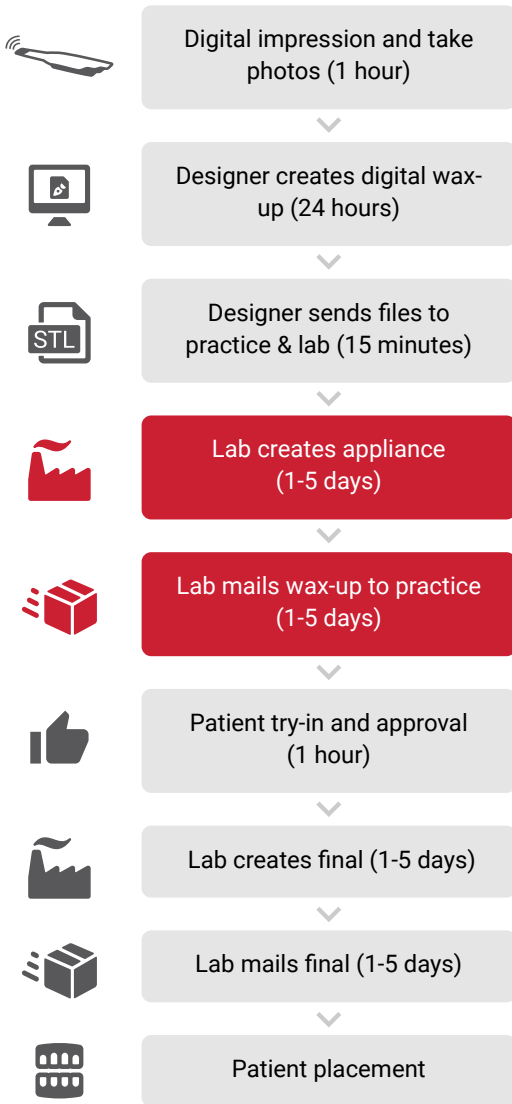 Digital impression and take
photos (1 hour)
Designer creates digital wax-
up (24 hours)
STL
Designer sends files to
practice & lab (15 minutes)
Lab creates appliance
(1-5 days)
Lab mails wax-up to practice
(1-5 days)
Patient try-in and approval
(1 hour)
Lab creates final (1-5 days)
Lab mails final (1-5 days)
Patient placement